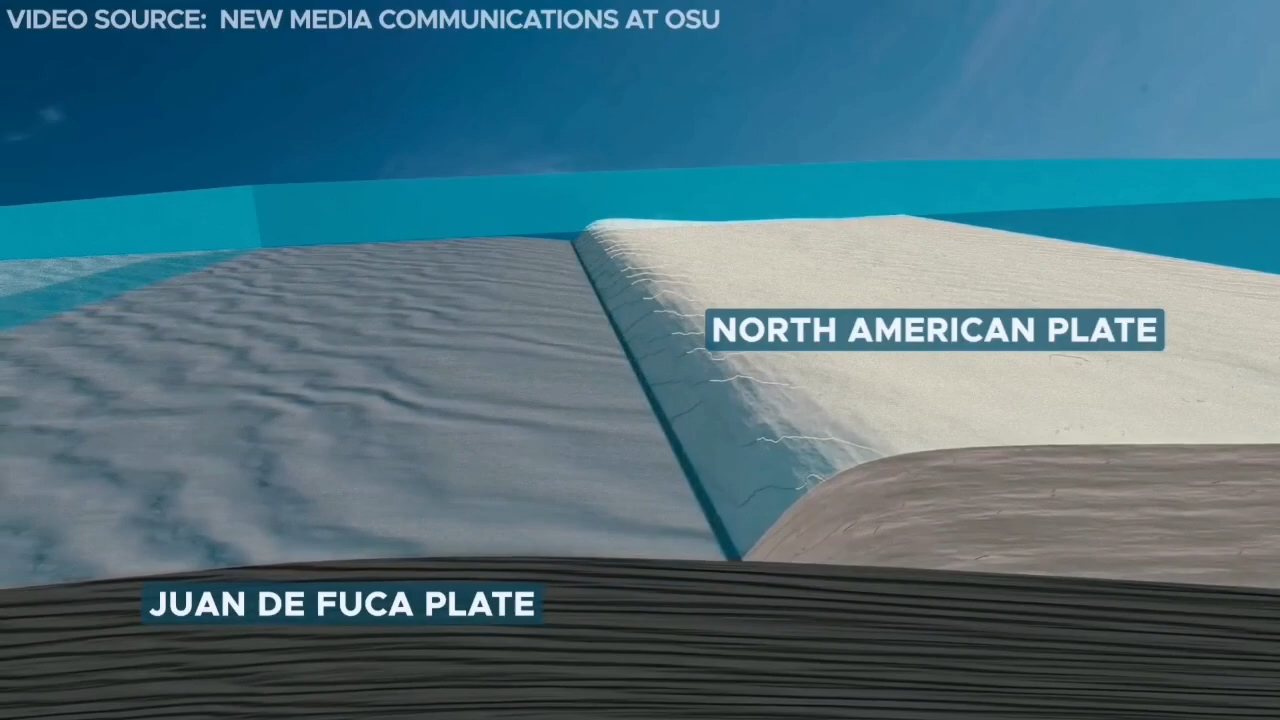 VIDEO SOURCE: NEW MEDIA COMMUNICATIONS AT OSU
NORTH AMERICAN PLATE
JUAN DE FUCA PLATE